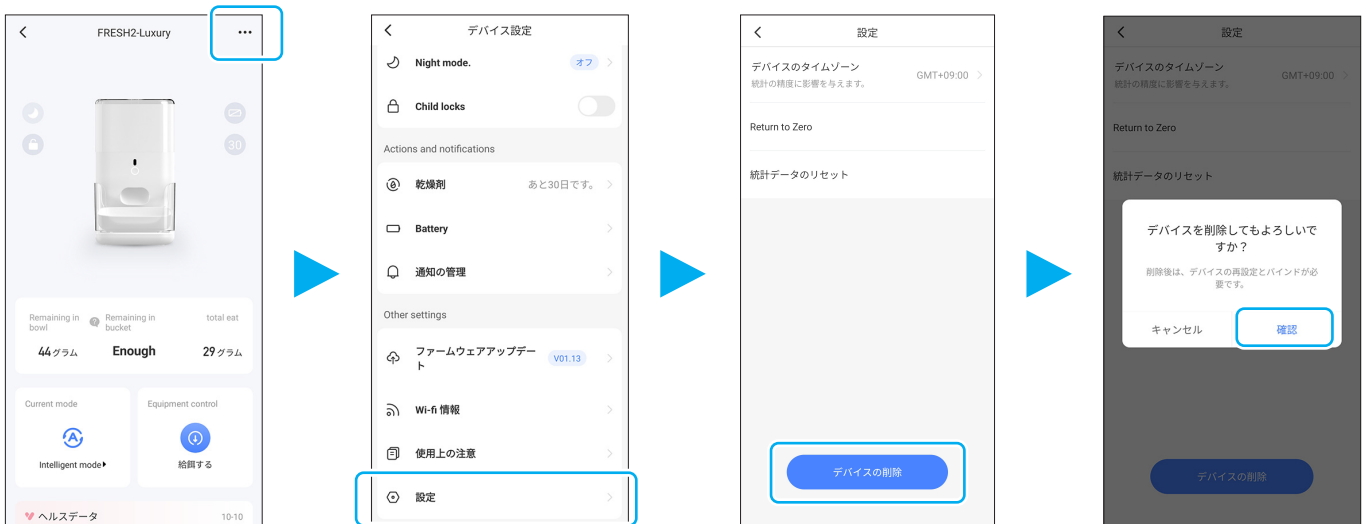 FRESH2-Luxury
30
Remaining in
bowl
Remaining in
bucket
total eat
44グラム
Enough
29グラム
Current mode
Equipment control
Intelligent mode
給餌する
ヘルスデータ
10-10
デバイス設定
Night mode.
オフ
Child locks
Actions and notifications
乾燥剤
あと30日です。
Battery
通知の管理
Other settings
ファームウェアアップデー
ト
V01.13
Wi-fi 情報
使用上の注意
設定
設定
デバイスのタイムゾーン
統計の精度に影響を与えます。
GMT+09:00
Return to Zero
統計データのリセット
デバイスの削除
設定
デバイスのタイムゾーン
統計の精度に影響を与えます。
GMT+09:00
Return to Zero
統計データのリセット
デバイスを削除してもよろしいで
すか？
削除後は、デバイスの再設定とバインドが必
要です。
キャンセル
確認
デバイスの削除